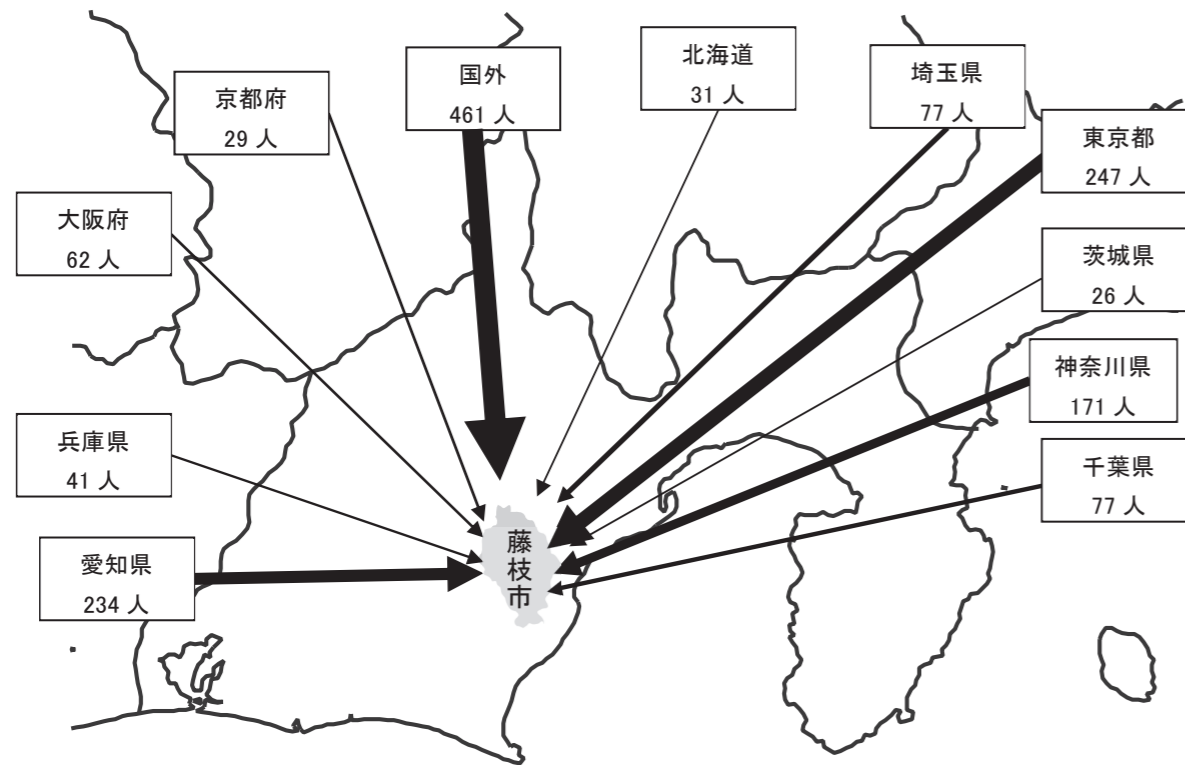 国外
461 人
北海道
31 人
埼玉県
77 人
京都府
29 人
東京都
247 人
大阪府
62 人
茨城県
26 人
神奈川県
171 人
兵庫県
41 人
千葉県
77 人
愛知県
234 人
藤枝市